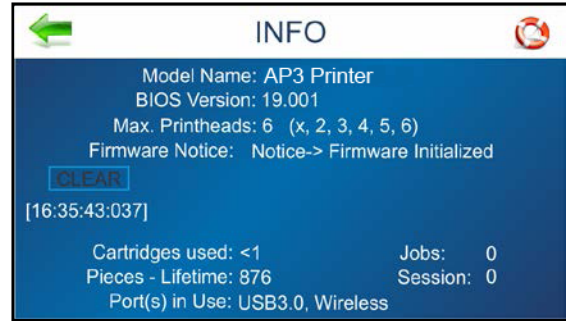 INFO
Model Name: AP3 Printer
BIOS Version: 19.001
Max. Printheads: 6 (x, 2, 3, 4, 5, 6)
Firmware Notice: Notice-> Firmware Initialized
CLEAR
[16:35:43:037]
Cartridges used: <1 Jobs: 0
Pieces - Lifetime: 876 Session: 0
Port(s) in Use: USB3.0, Wireless